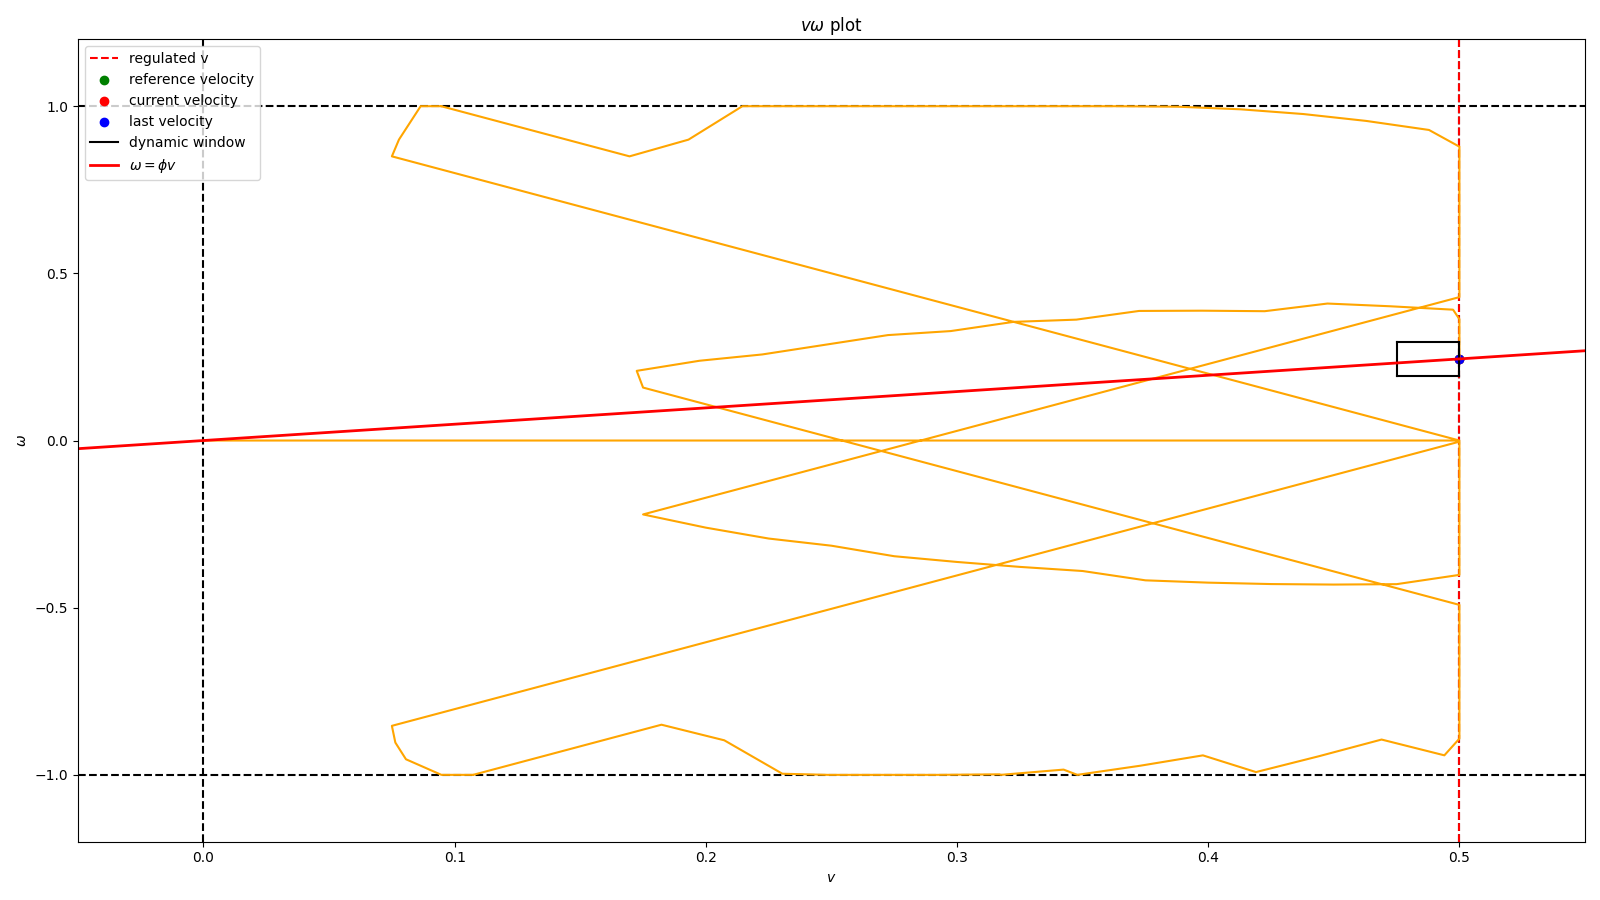 vω plot
regulated v
reference velocity
current velocity
last velocity
dynamic window
ω = ϕv
1.0
0.5
0.0
−0.5
−1.0
ω
0.0 0.1 0.2 0.3 0.4 0.5
v